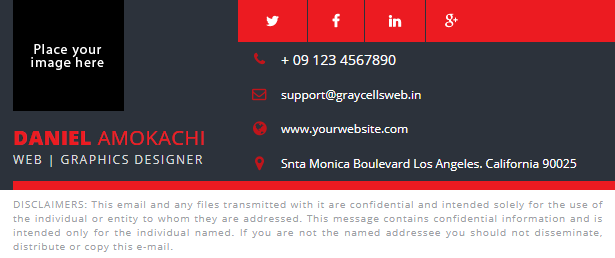 Place your
image here
DANIEL AMOKACHI
WEB | GRAPHICS DESIGNER
+ 09 123 4567890
support@graycellsweb.in
www.yourwebsite.com
Snta Monica Boulevard Los Angeles. California 90025
DISCLAIMERS: This email and any files transmitted with it are confidential and intended solely for the use of
the individual or entity to whom they are addressed. This message contains confidential information and is
intended only for the individual named. If you are not the named addressee you should not disseminate,
distribute or copy this e-mail.